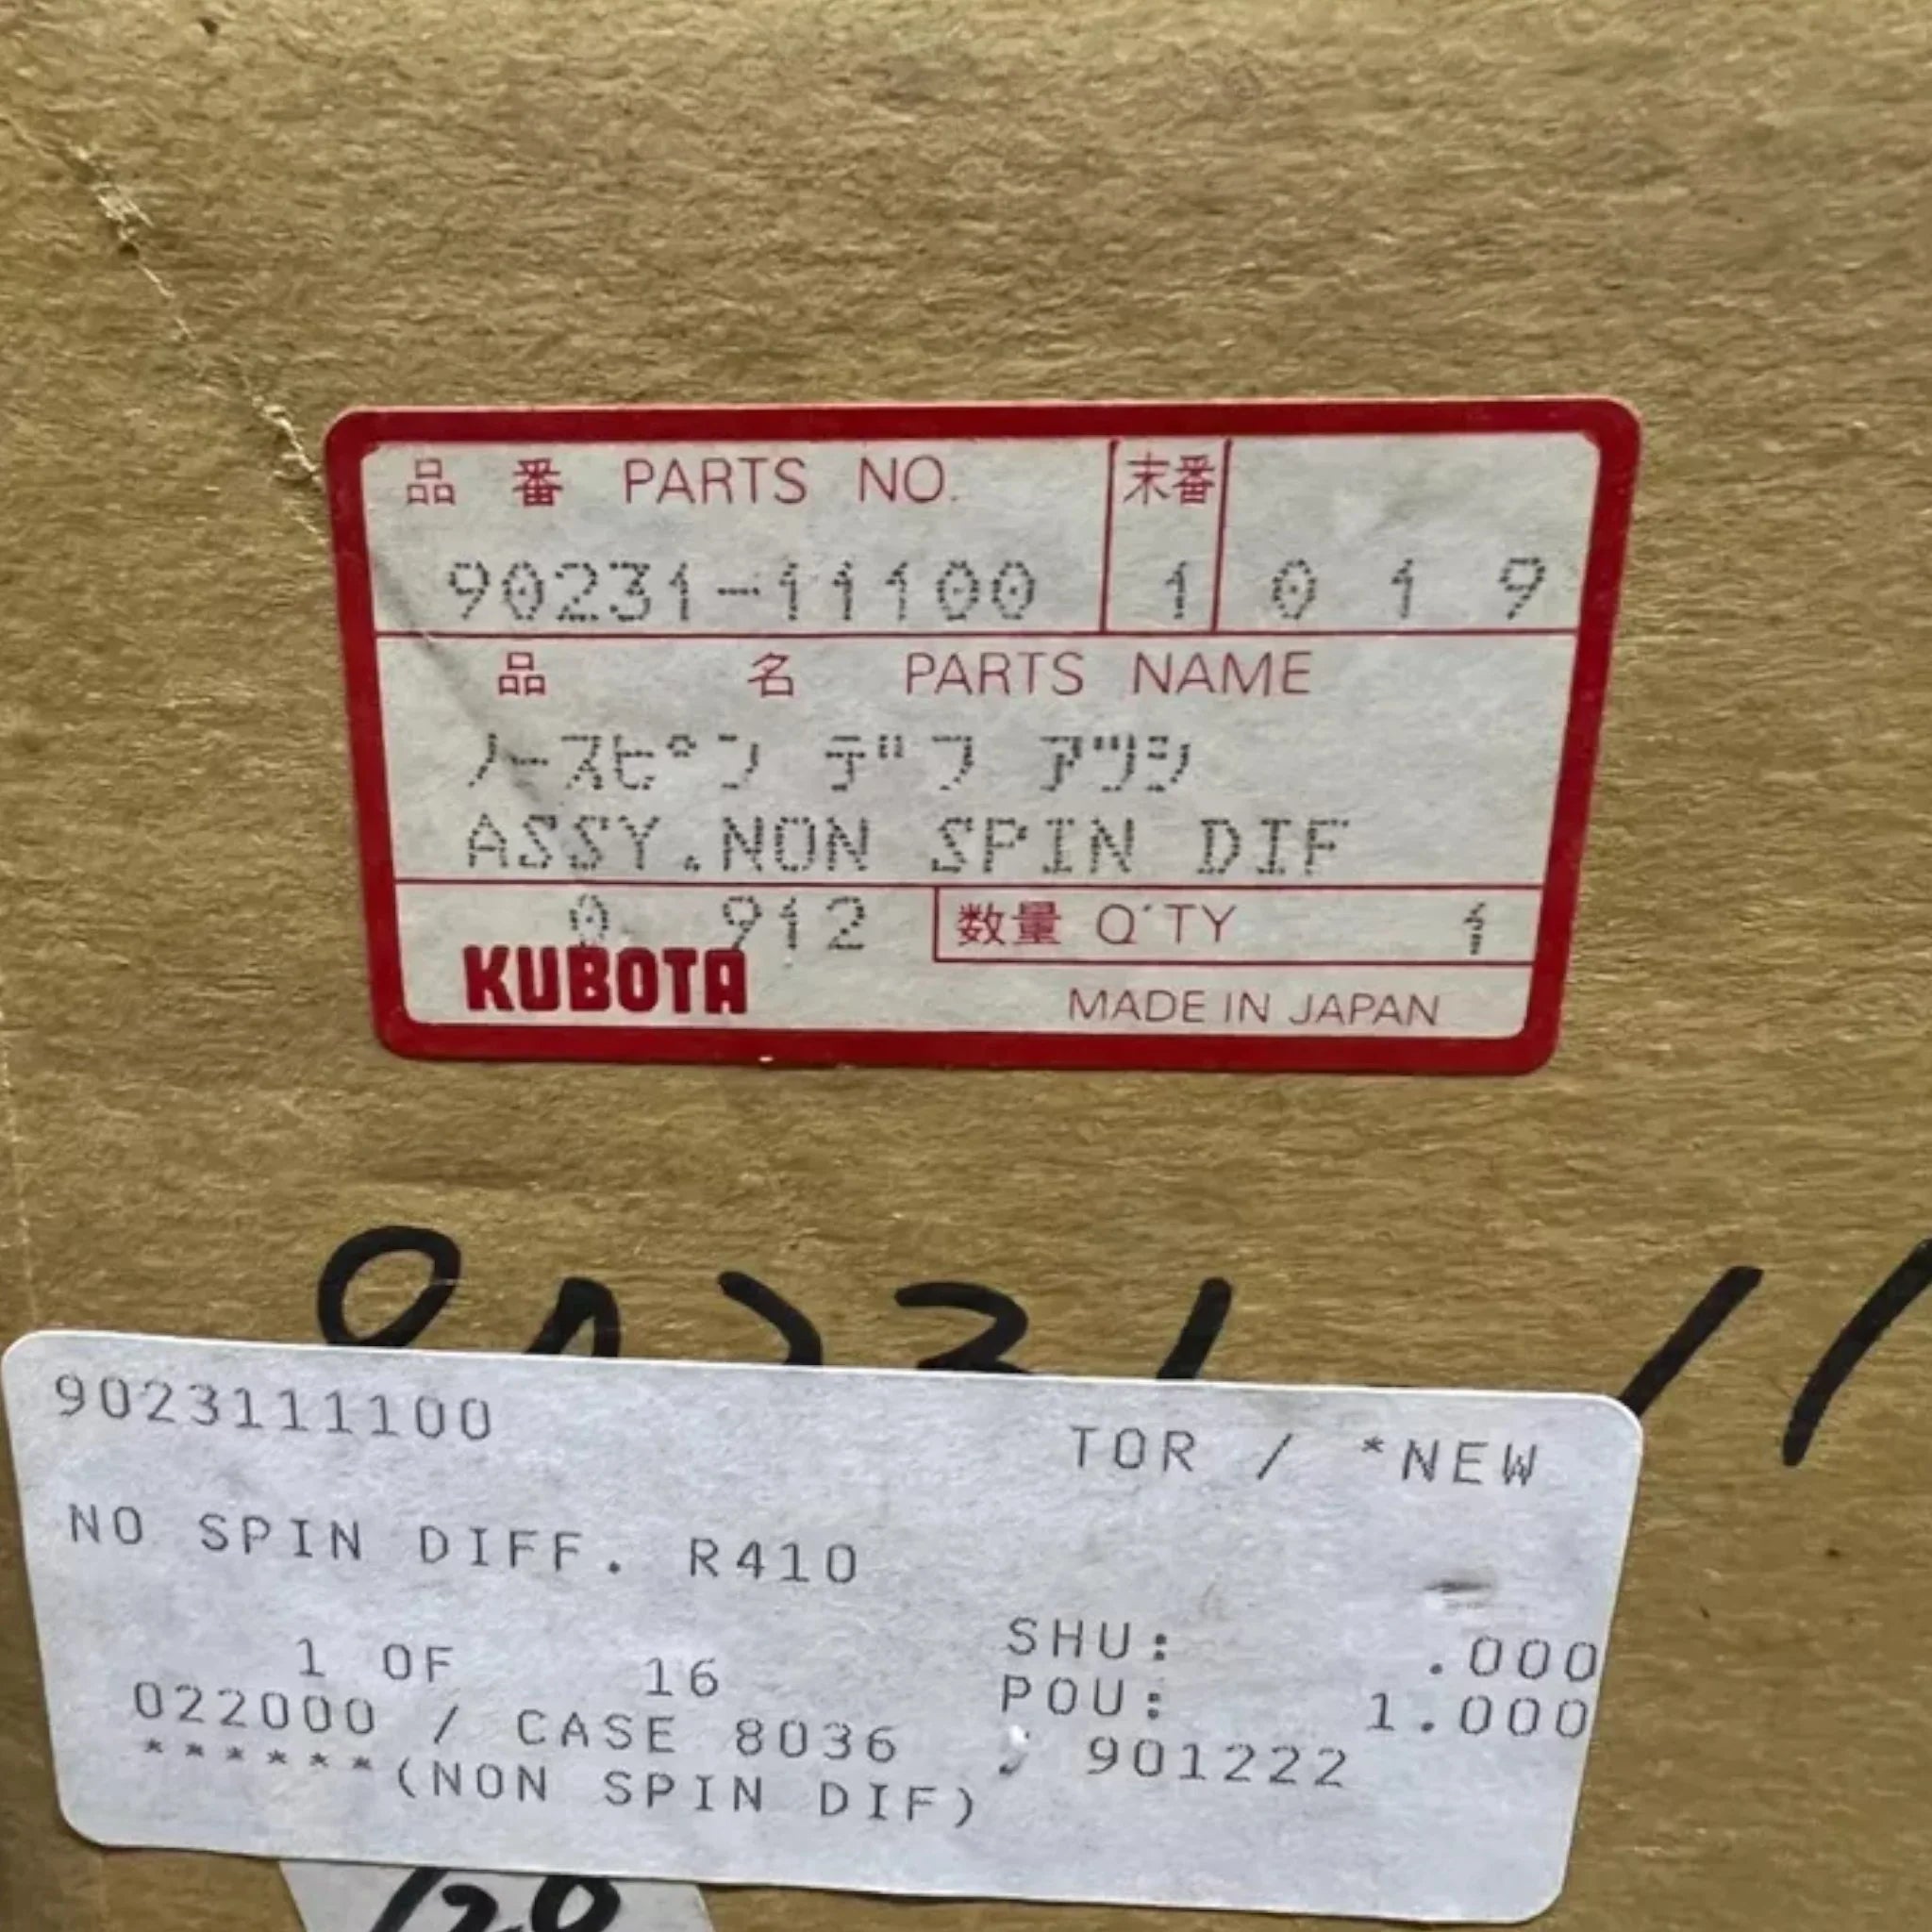 品 番 PARTS NO. 末番
90231-11100 1 0 1 9
品 名 PARTS NAME
ノースピン デフ アツシ
ASSY.NON SPIN DIF
0 912 数量 Q'TY 1
KUBOTA MADE IN JAPAN
90231 11
9023111100 TOR / *NEW
NO SPIN DIFF. R410
1 OF 16 SHU: .000
022000 / CASE 8036 POU: 1.000
******(NON SPIN DIF) 901222